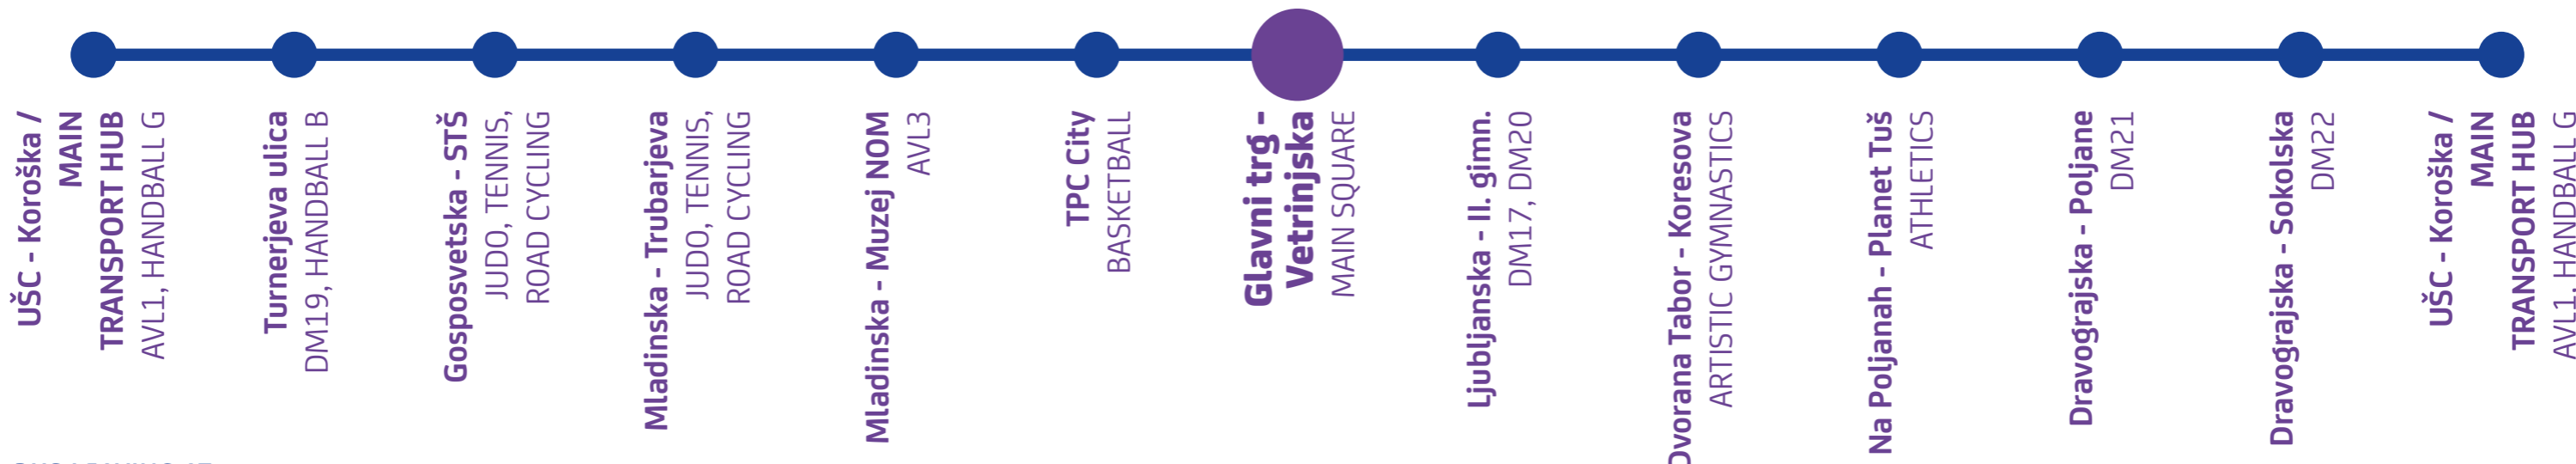 UŠC - Koroška /
MAIN
TRANSPORT HUB
AVL1, HANDBALL G
Turnerjeva ulica
DM19, HANDBALL B
Gosposvetska - STŠ
JUDO, TENNIS,
ROAD CYCLING
Mladinska - Trubarjeva
JUDO, TENNIS,
ROAD CYCLING
Mladinska - Muzej NOM
AVL3
TPC City
BASKETBALL
Glavni trg -
Vetrinjska
MAIN SQUARE
Ljubljanska - II. gimn.
DM17, DM20
Dvorana Tabor - Koresova
ARTISTIC GYMNASTICS
Na Poljanah - Planet Tuš
ATHLETICS
Dravograjska - Poljane
DM21
Dravograjska - Sokolska
DM22
UŠC - Koroška /
MAIN
TRANSPORT HUB
AVL1, HANDBALL G